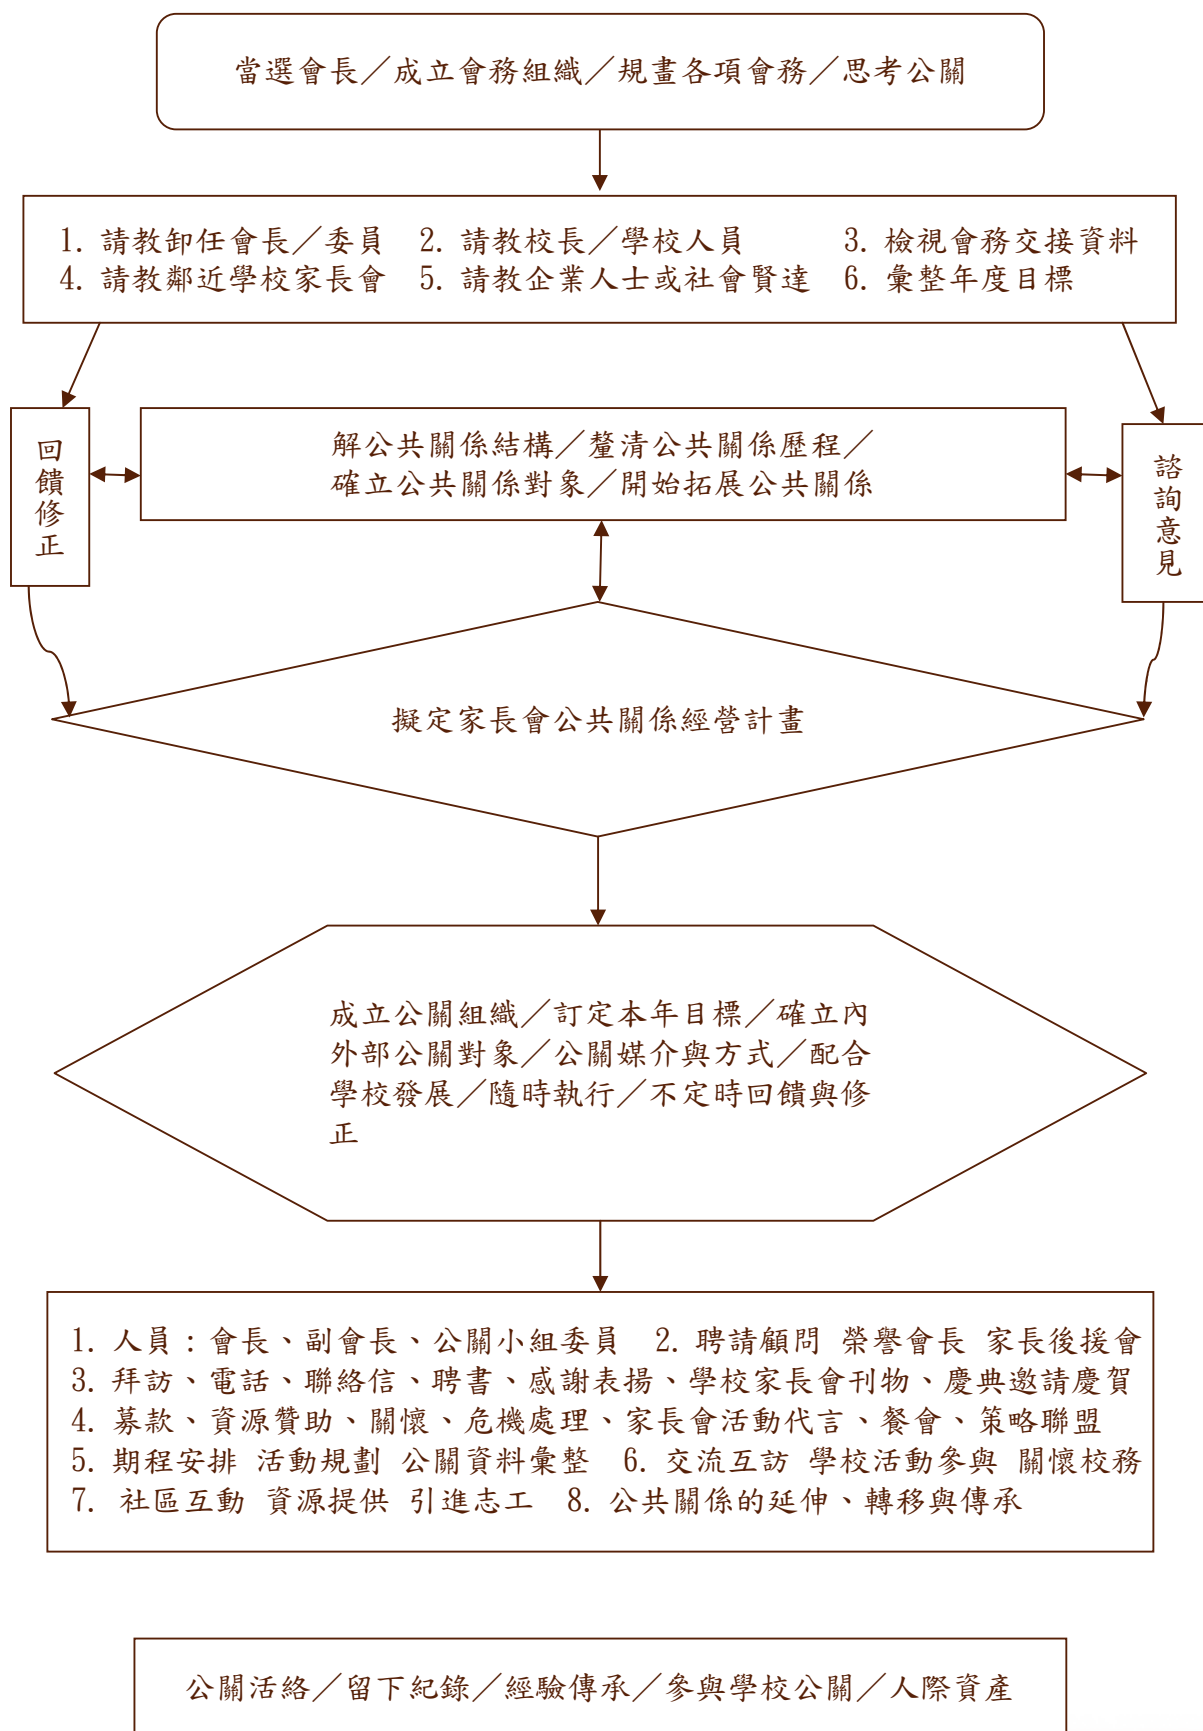 當選會長／成立會務組織／規畫各項會務／思考公關
1. 請教卸任會長／委員 2. 請教校長／學校人員 3. 檢視會務交接資料
4. 請教鄰近學校家長會 5. 請教企業人士或社會賢達 6. 彙整年度目標
回饋修正
解公共關係結構／釐清公共關係歷程／
確立公共關係對象／開始拓展公共關係
諮詢意見
擬定家長會公共關係經營計畫
成立公關組織／訂定本年目標／確立內
外部公關對象／公關媒介與方式／配合
學校發展／隨時執行／不定時回饋與修
正
1. 人員：會長、副會長、公關小組委員 2. 聘請顧問 榮譽會長 家長後援會
3. 拜訪、電話、聯絡信、聘書、感謝表揚、學校家長會刊物、慶典邀請慶賀
4. 募款、資源贊助、關懷、危機處理、家長會活動代言、餐會、策略聯盟
5. 期程安排 活動規劃 公關資料彙整 6. 交流互訪 學校活動參與 關懷校務
7. 社區互動 資源提供 引進志工 8. 公共關係的延伸、轉移與傳承
公關活絡／留下紀錄／經驗傳承／參與學校公關／人際資產